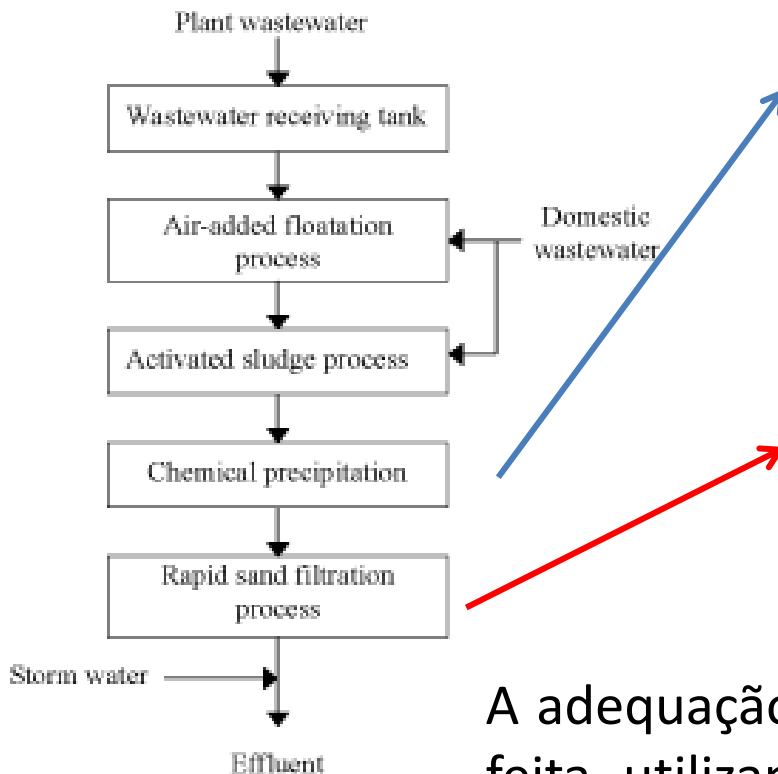 Plant wastewater
Wastewater receiving tank
Air-added floatation
process
Domestic
wastewater
Activated sludge process
Chemical precipitation
Rapid sand filtration
process
Storm water
Effluent
A adequação
feita utilizar